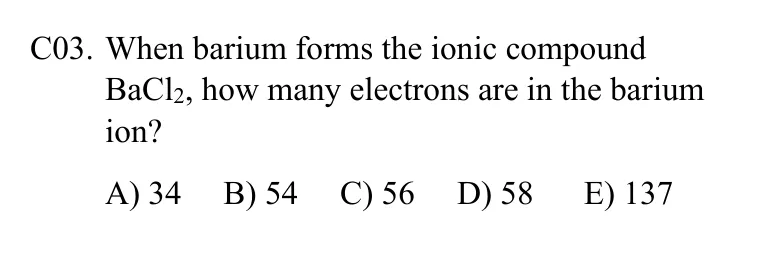 C03. When barium forms the ionic compound
BaCl₂, how many electrons are in the barium
ion?
A) 34 B) 54 C) 56 D) 58 E) 137